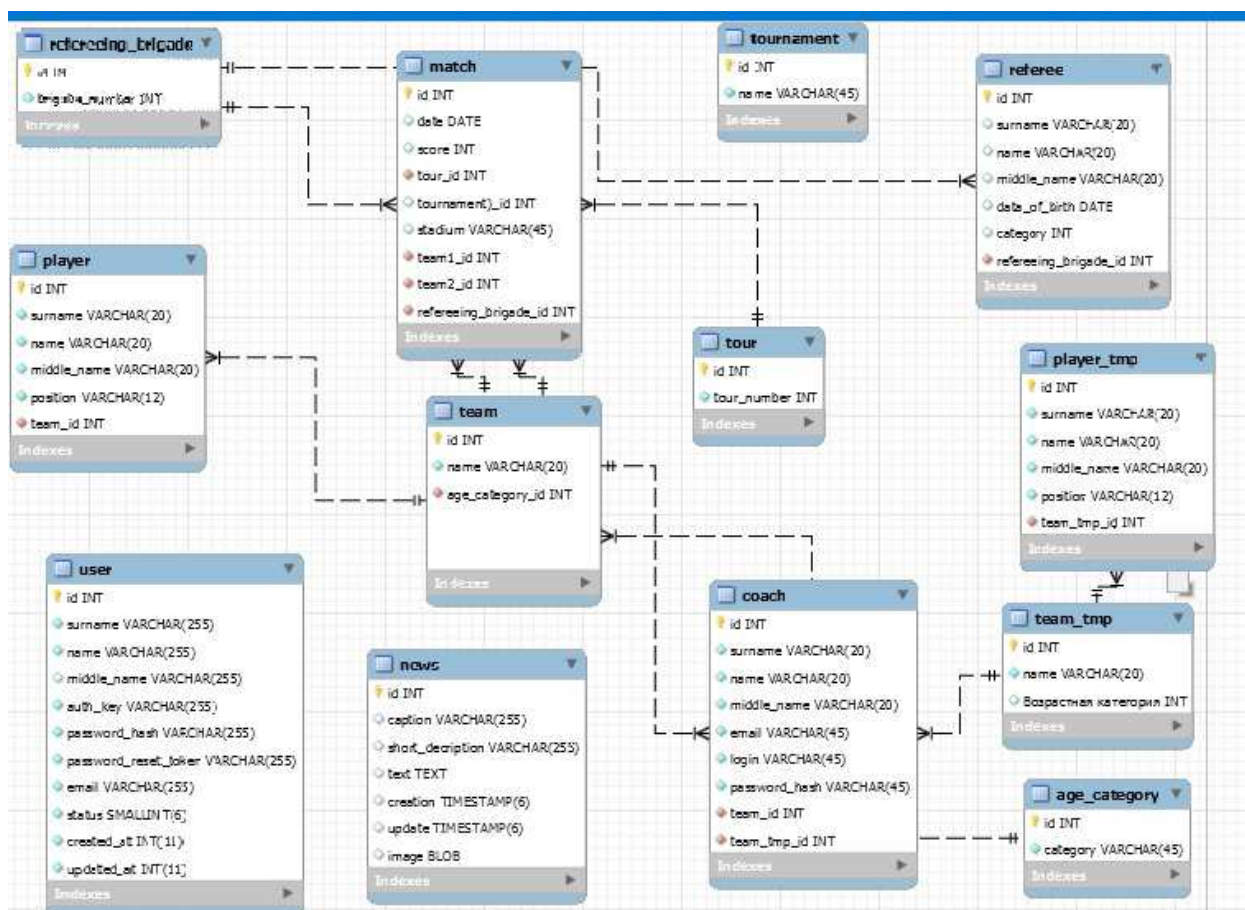 refereeing_brigade
id INT
brigade_number INT
Indexes
match
id INT
date DATE
score INT
tour_id INT
tournament)_id INT
stadium VARCHAR(45)
team1_id INT
team2_id INT
refereeing_brigade_id INT
Indexes
tournament
id INT
name VARCHAR(45)
Indexes
referee
id INT
surname VARCHAR(20)
name VARCHAR(20)
middle_name VARCHAR(20)
data_of_birth DATE
category INT
refereeing_brigade_id INT
Indexes
player
id INT
surname VARCHAR(20)
name VARCHAR(20)
middle_name VARCHAR(20)
position VARCHAR(12)
team_id INT
Indexes
team
id INT
name VARCHAR(20)
age_category_id INT
Indexes
tour
id INT
tour_number INT
Indexes
player_tmp
id INT
surname VARCHAR(20)
name VARCHAR(20)
middle_name VARCHAR(20)
position VARCHAR(12)
team_tmp_id INT
Indexes
user
id INT
surname VARCHAR(255)
name VARCHAR(255)
middle_name VARCHAR(255)
auth_key VARCHAR(255)
password_hash VARCHAR(255)
password_reset_token VARCHAR(255)
email VARCHAR(255)
status SMALLINT(6)
created_at INT(11)
updated_at INT(11)
Indexes
news
id INT
caption VARCHAR(255)
short_decription VARCHAR(255)
text TEXT
creation TIMESTAMP(6)
update TIMESTAMP(6)
image BLOB
Indexes
coach
id INT
surname VARCHAR(20)
name VARCHAR(20)
middle_name VARCHAR(20)
email VARCHAR(45)
login VARCHAR(45)
password_hash VARCHAR(45)
team_id INT
team_tmp_id INT
Indexes
team_tmp
id INT
name VARCHAR(20)
Возрастная категория INT
Indexes
age_category
id INT
category VARCHAR(45)
Indexes